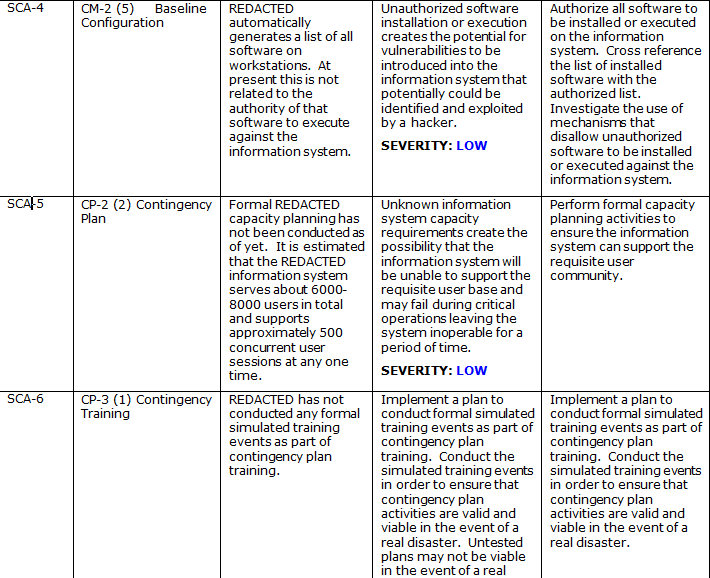 SCA-4
CM-2 (5) Baseline
Configuration
REDACTED
automatically
generates a list of all
software on
workstations. At
present this is not
related to the
authority of that
software to execute
against the
information system.
Unauthorized software
installation or execution
creates the potential for
vulnerabilities to be
introduced into the
information system that
potentially could be
identified and exploited
by a hacker.
SEVERITY: LOW
Authorize all software to
be installed or executed
on the information
system. Cross reference
the list of installed
software with the
authorized list.
Investigate the use of
mechanisms that
disallow unauthorized
software to be installed
or executed against the
information system.
SCA-5
CP-2 (2) Contingency
Plan
Formal REDACTED
capacity planning has
not been conducted as
of yet. It is estimated
that the REDACTED
information system
serves about 6000-
8000 users in total
and supports
approximately 500
concurrent user
sessions at any one
time.
Unknown information
system capacity
requirements create the
possibility that the
information system will
be unable to support the
requisite user base and
may fail during critical
operations leaving the
system inoperable for a
period of time.
SEVERITY: LOW
Perform formal capacity
planning activities to
ensure the information
system can support the
requisite user
community.
SCA-6
CP-3 (1) Contingency
Training
REDACTED has not
conducted any formal
simulated training
events as part of
contingency plan
training.
Implement a plan to
conduct formal simulated
training events as part of
contingency plan
training. Conduct the
simulated training events
in order to ensure that
contingency plan
activities are valid and
viable in the event of a
real disaster. Untested
plans may not be viable
in the event of a real
Implement a plan to
conduct formal simulated
training events as part of
contingency plan
training. Conduct the
simulated training events
in order to ensure that
contingency plan
activities are valid and
viable in the event of a
real disaster.